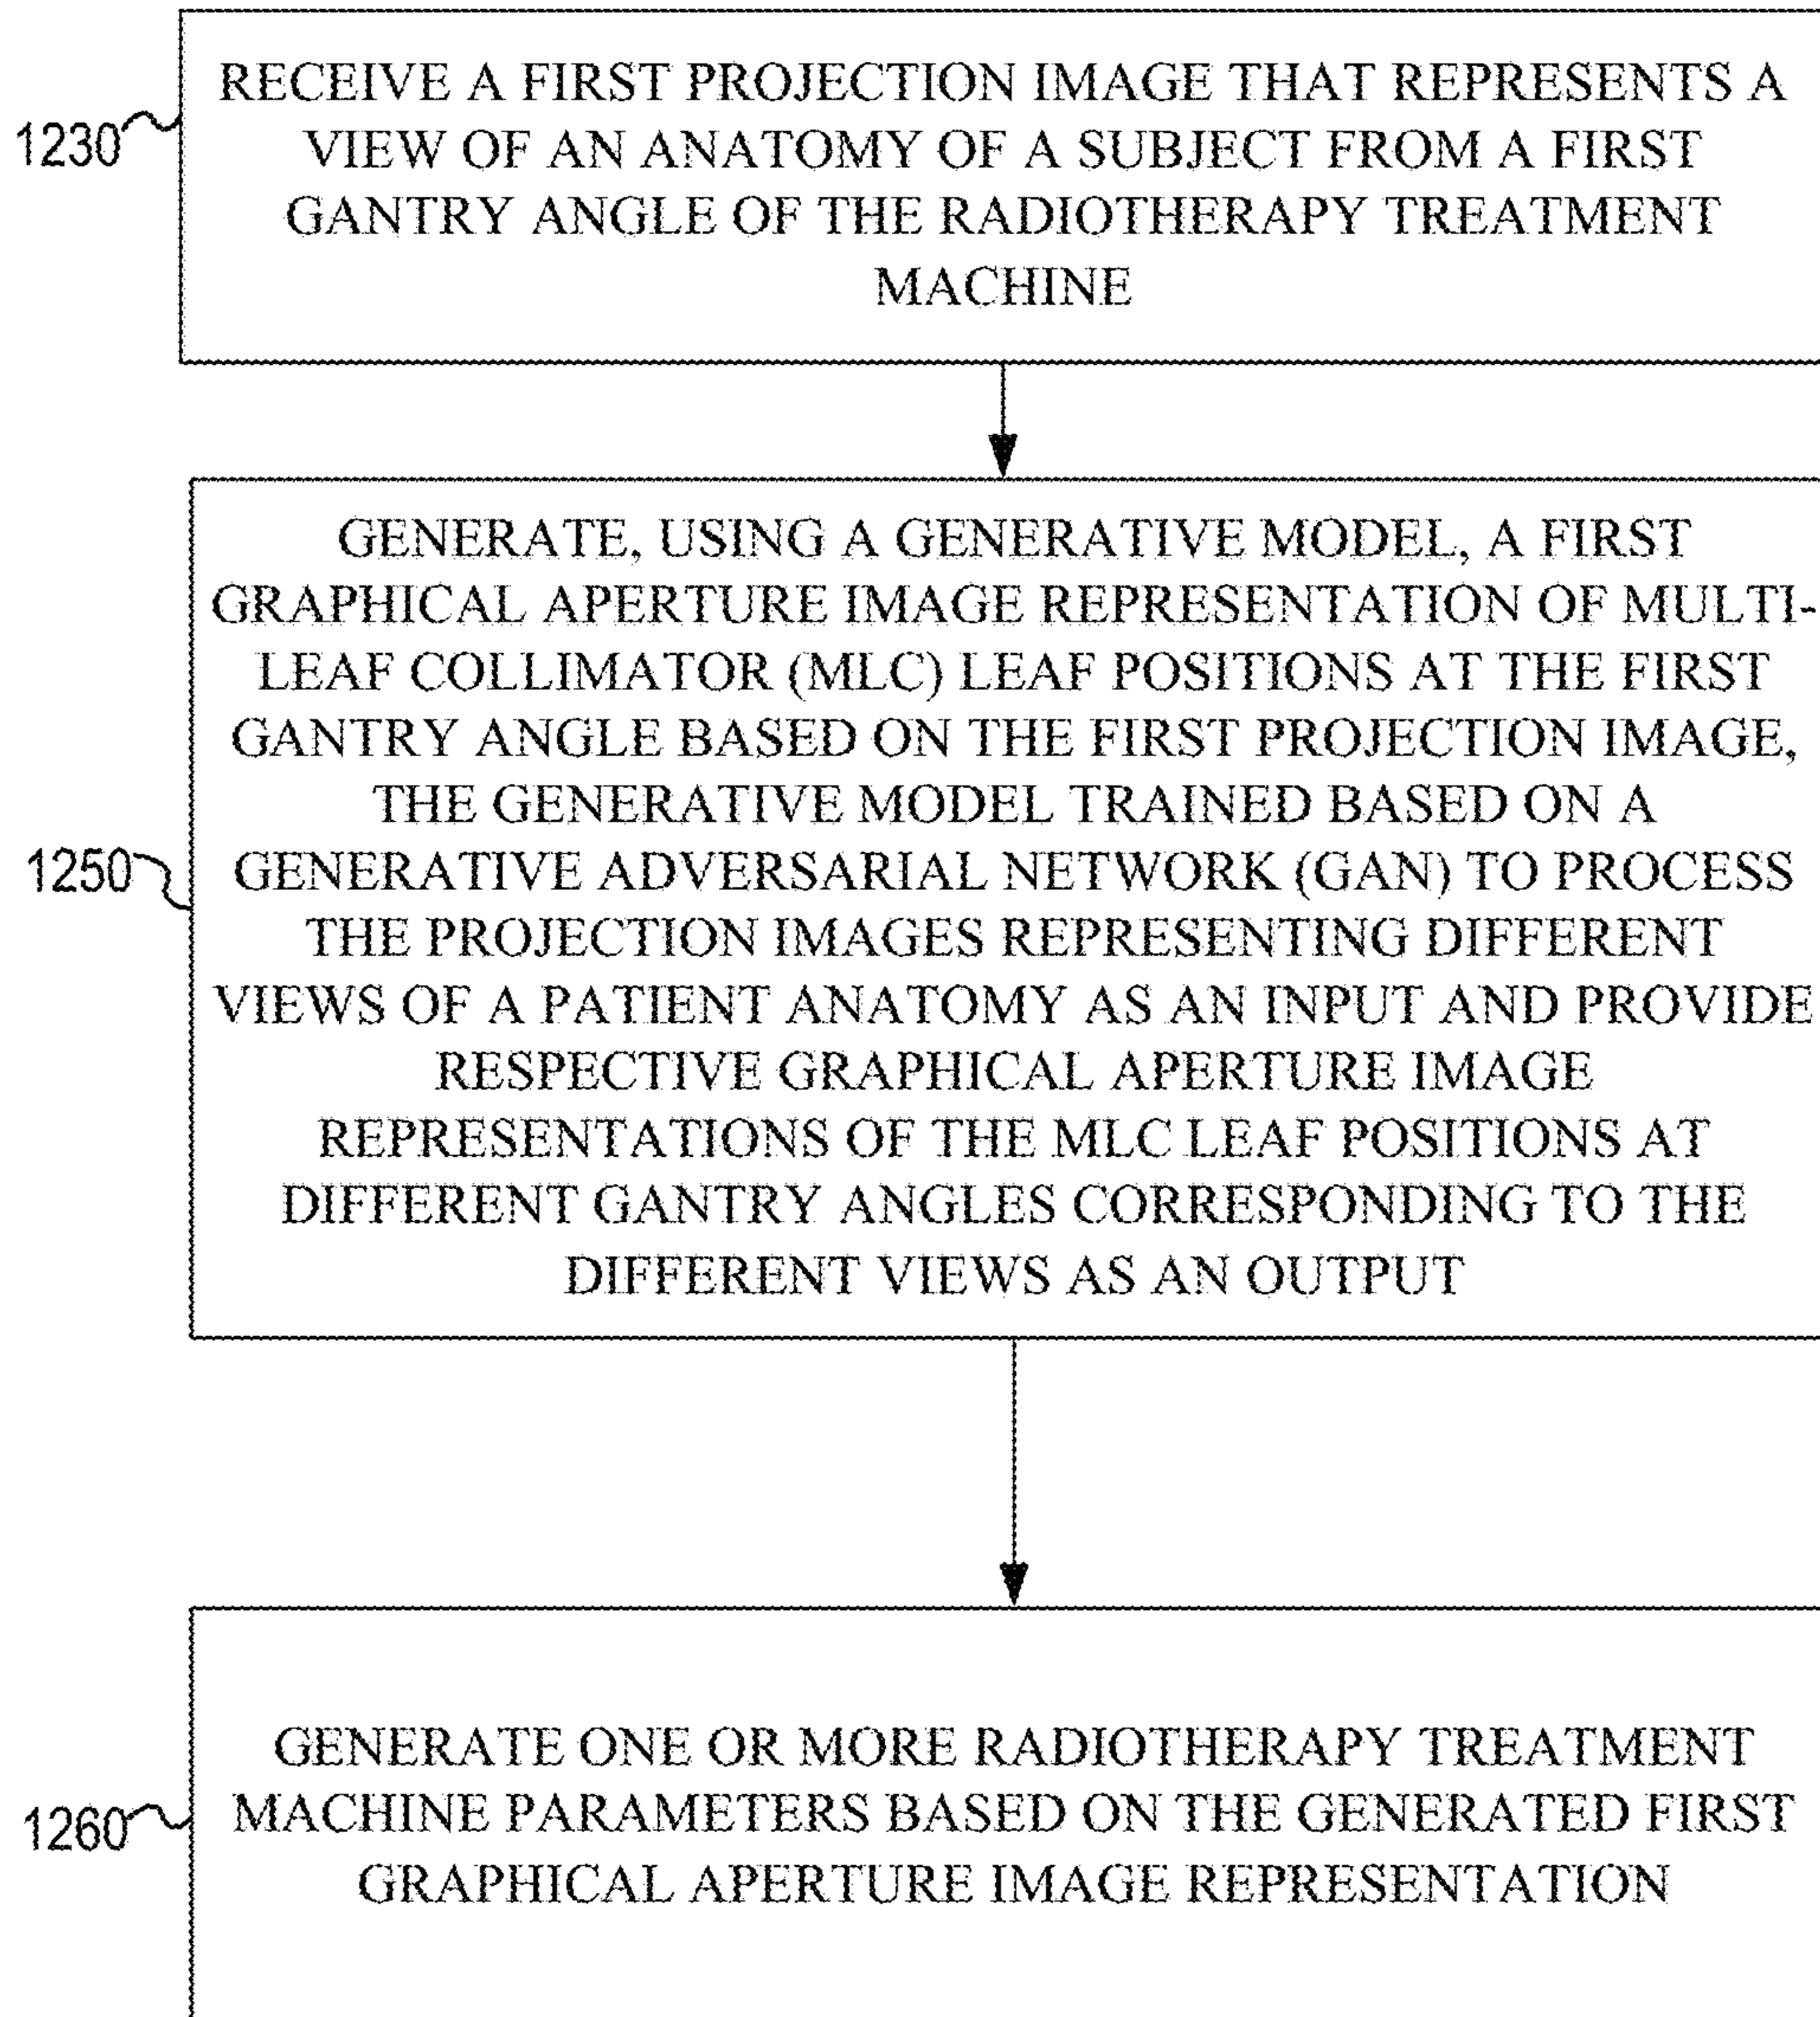 RECEIVE A FIRST PROJECTION IMAGE THAT REPRESENTS A
1230
VIEW OF AN ANATOMY OF A SUBJECT FROM A FIRST
GANTRY ANGLE OF THE RADIOTHERAPY TREATMENT
MACHINE
GENERATE, USING A GENERATIVE MODEL, A FIRST
GRAPHICAL APERTURE IMAGE REPRESENTATION OF MULTI-
LEAF COLLIMATOR (MLC) LEAF POSITIONS AT THE FIRST
GANTRY ANGLE BASED ON THE FIRST PROJECTION IMAGE,
THE GENERATIVE MODEL TRAINED BASED ON A
1250
GENERATIVE ADVERSARIAL NETWORK (GAN) TO PROCESS
THE PROJECTION IMAGES REPRESENTING DIFFERENT
VIEWS OF A PATIENT ANATOMY AS AN INPUT AND PROVIDE
RESPECTIVE GRAPHICAL APERTURE IMAGE
REPRESENTATIONS OF THE MLC LEAF POSITIONS AT
DIFFERENT GANTRY ANGLES CORRESPONDING TO THE
DIFFERENT VIEWS AS AN OUTPUT
GENERATE ONE OR MORE RADIOTHERAPY TREATMENT
1260
MACHINE PARAMETERS BASED ON THE GENERATED FIRST
GRAPHICAL APERTURE IMAGE REPRESENTATION